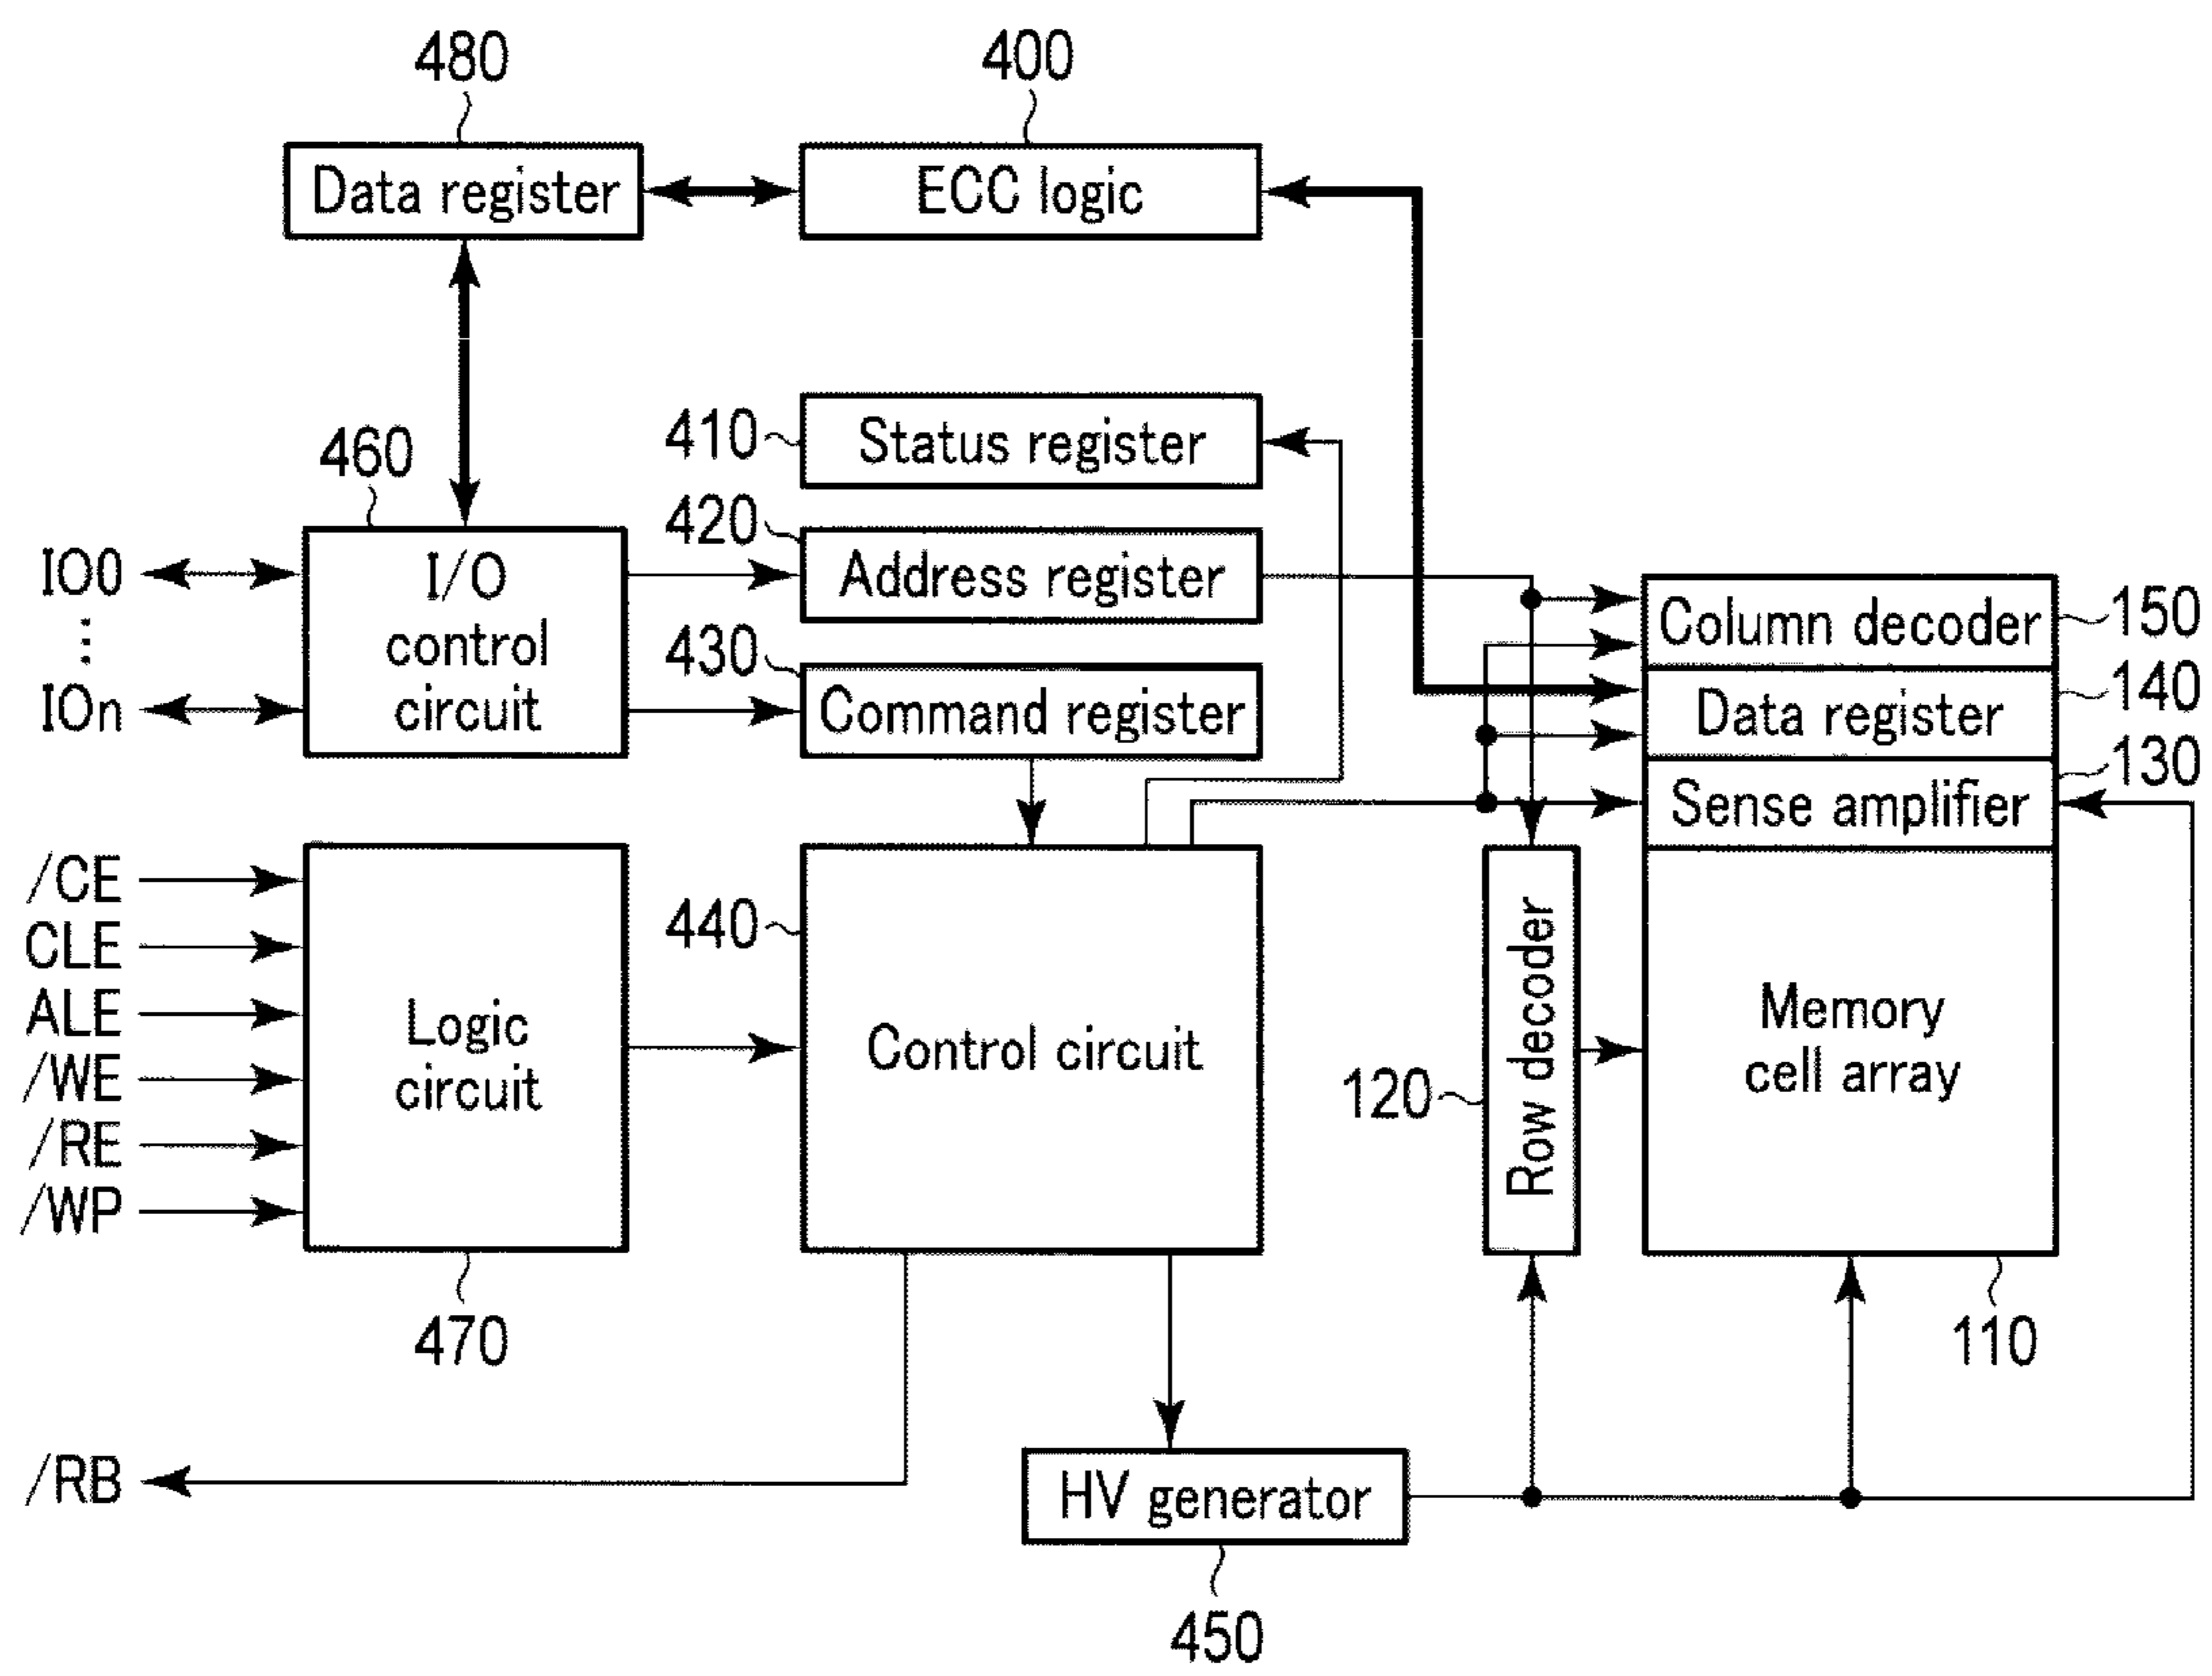 480
400
Data register
ECC logic
410
Status register
460
420
IO0
I/O
control
circuit
Address register
Column decoder
150
430
IOn
Command register
Data register
140
Sense amplifier
130
/CE
CLE
ALE
/WE
/RE
/WP
Logic
circuit
440
Control circuit
Row decoder
120
Memory
cell array
470
110
/RB
HV generator
450